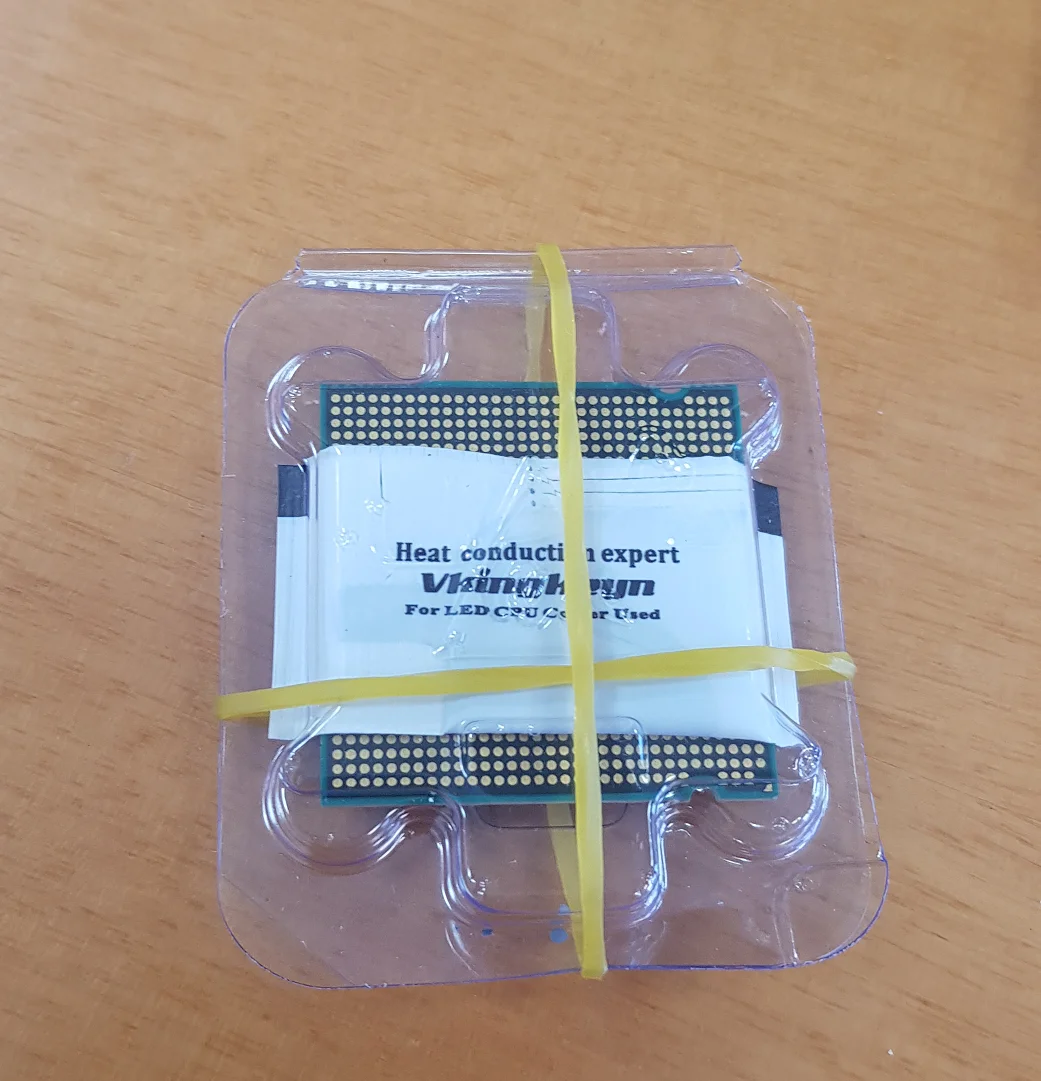 Heat conduction expert
Vkingkeyn
For LED CPU Cooler Used